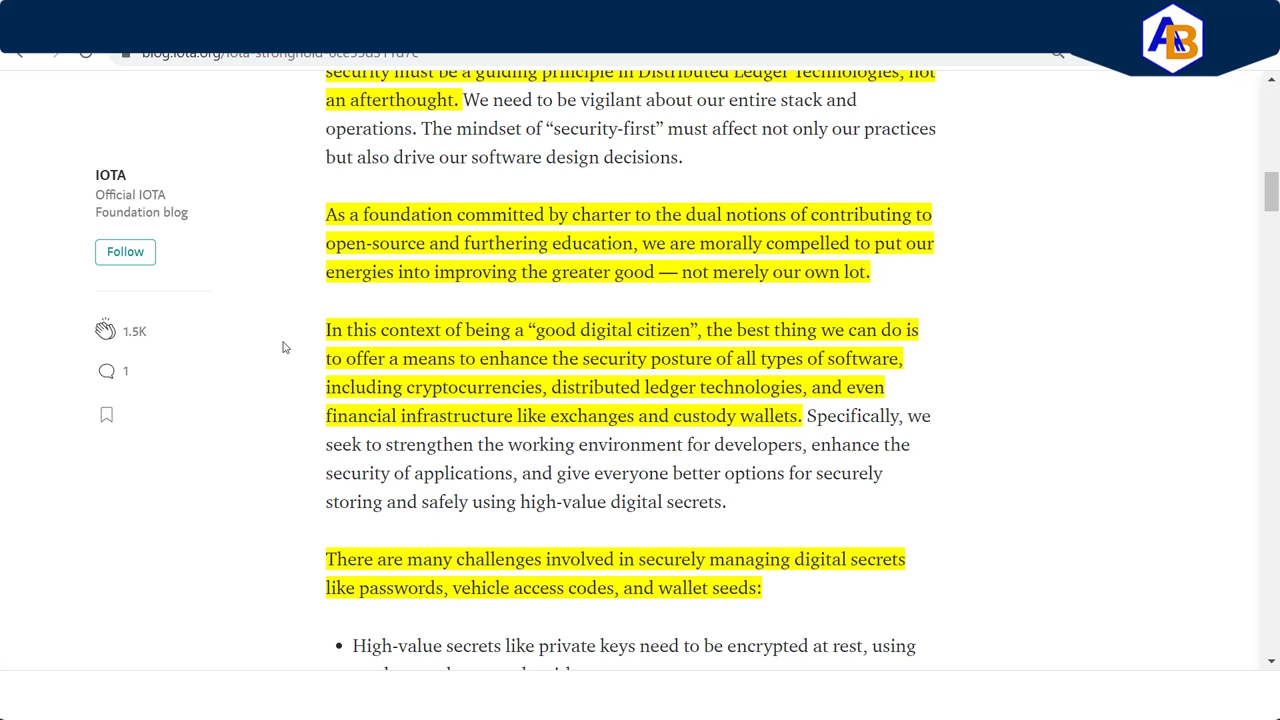 blog.iota.org/iota-stronghold-6ce55d311d7c
security must be a guiding principle in Distributed Ledger Technologies, not
an afterthought. We need to be vigilant about our entire stack and
operations. The mindset of “security-first” must affect not only our practices
but also drive our software design decisions.
IOTA
Official IOTA
Foundation blog
Follow
1.5K
1
As a foundation committed by charter to the dual notions of contributing to
open-source and furthering education, we are morally compelled to put our
energies into improving the greater good — not merely our own lot.
In this context of being a “good digital citizen”, the best thing we can do is
to offer a means to enhance the security posture of all types of software,
including cryptocurrencies, distributed ledger technologies, and even
financial infrastructure like exchanges and custody wallets. Specifically, we
seek to strengthen the working environment for developers, enhance the
security of applications, and give everyone better options for securely
storing and safely using high-value digital secrets.
There are many challenges involved in securely managing digital secrets
like passwords, vehicle access codes, and wallet seeds:
• High-value secrets like private keys need to be encrypted at rest, using
AB